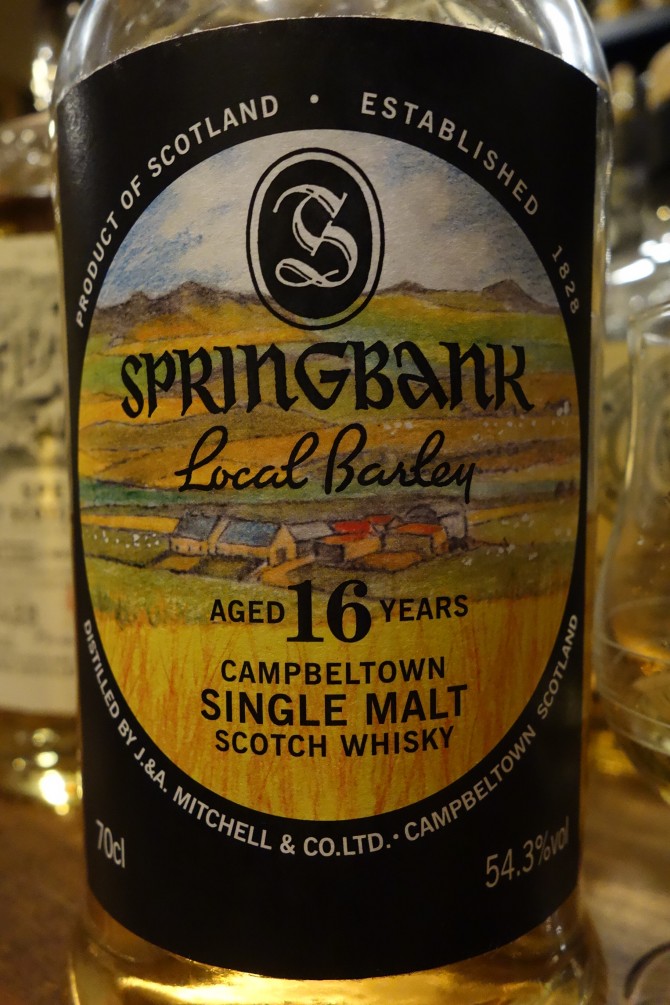 PRODUCT OF SCOTLAND • ESTABLISHED 1828
S
SPRINGBANK
Local Barley
AGED 16 YEARS
CAMPBELTOWN
SINGLE MALT
SCOTCH WHISKY
DISTILLED BY J.&A. MITCHELL & CO.LTD. • CAMPBELTOWN SCOTLAND
70cl
54.3%vol